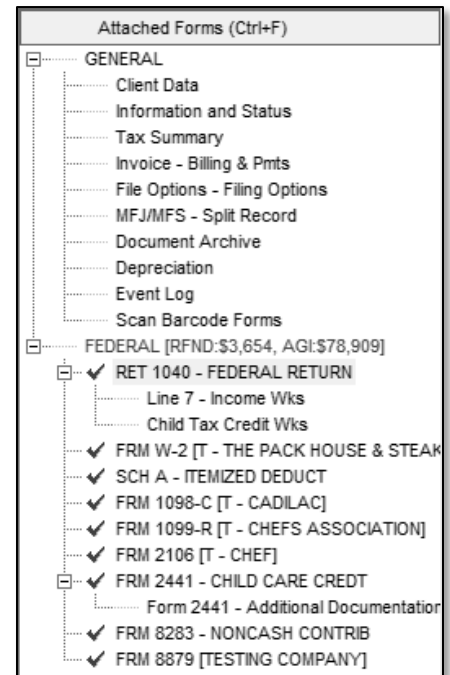 Attached Forms (Ctrl+F)
GENERAL
Client Data
Information and Status
Tax Summary
Invoice - Billing & Pmts
File Options - Filing Options
MFJ/MFS - Split Record
Document Archive
Depreciation
Event Log
Scan Barcode Forms
FEDERAL [RFND:$3,654, AGI:$78,909]
RET 1040 - FEDERAL RETURN
Line 7 - Income Wks
Child Tax Credit Wks
FRM W-2 [T - THE PACK HOUSE & STEAK
SCH A - ITEMIZED DEDUCT
FRM 1098-C [T - CADILAC]
FRM 1099-R [T - CHEFS ASSOCIATION]
FRM 2106 [T - CHEF]
FRM 2441 - CHILD CARE CREDT
Form 2441 - Additional Documentatior
FRM 8283 - NONCASH CONTRIB
FRM 8879 [TESTING COMPANY]